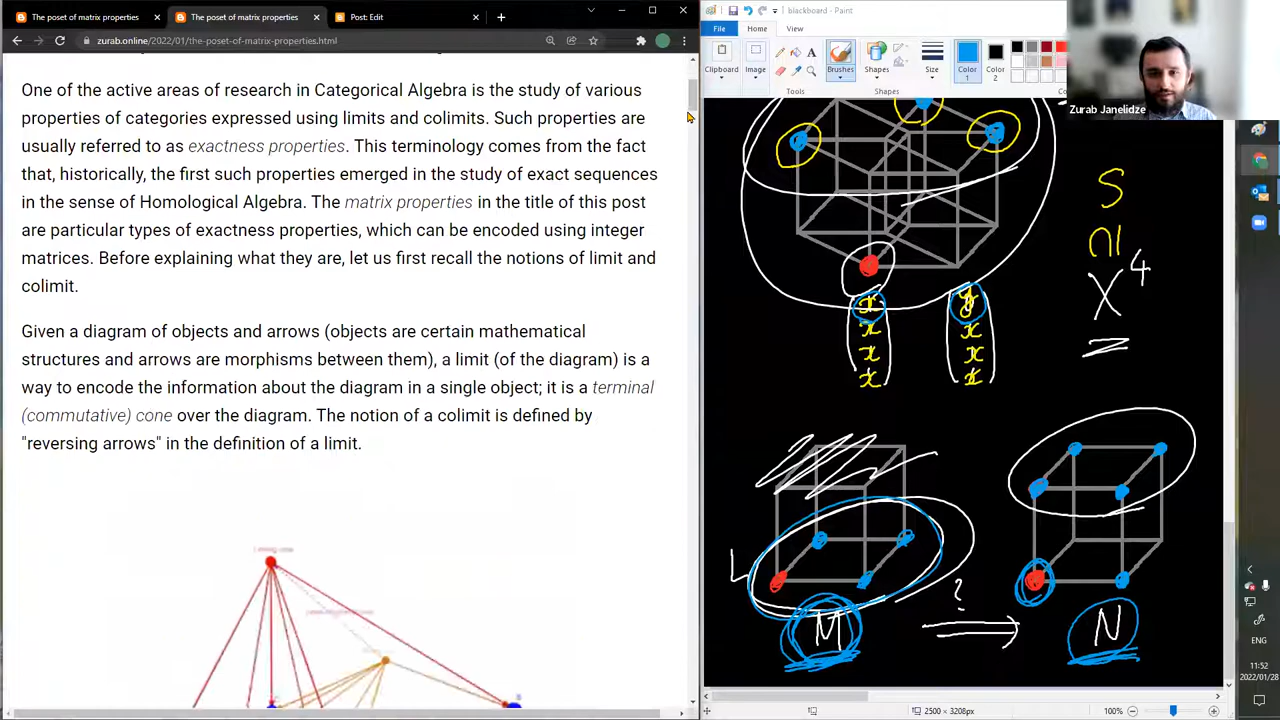 The poset of matrix properties
The poset of matrix properties
Post: Edit
zurab.online/2022/01/the-poset-of-matrix-properties.html
One of the active areas of research in Categorical Algebra is the study of various
properties of categories expressed using limits and colimits. Such properties are
usually referred to as exactness properties. This terminology comes from the fact
that, historically, the first such properties emerged in the study of exact sequences
in the sense of Homological Algebra. The matrix properties in the title of this post
are particular types of exactness properties, which can be encoded using integer
matrices. Before explaining what they are, let us first recall the notions of limit and
colimit.
Given a diagram of objects and arrows (objects are certain mathematical
structures and arrows are morphisms between them), a limit (of the diagram) is a
way to encode the information about the diagram in a single object; it is a terminal
(commutative) cone over the diagram. The notion of a colimit is defined by
"reversing arrows" in the definition of a limit.
blackboard - Paint
File
Home
View
Clipboard
Image
Tools
Brushes
Shapes
Shapes
Size
Color
1
Color
2
Colors
Zurab Janelidze
S
X⁴
x
x x
x x
x x
L
?
M
N
2500 × 3208px
100%
ENG
11:52
2022/01/28